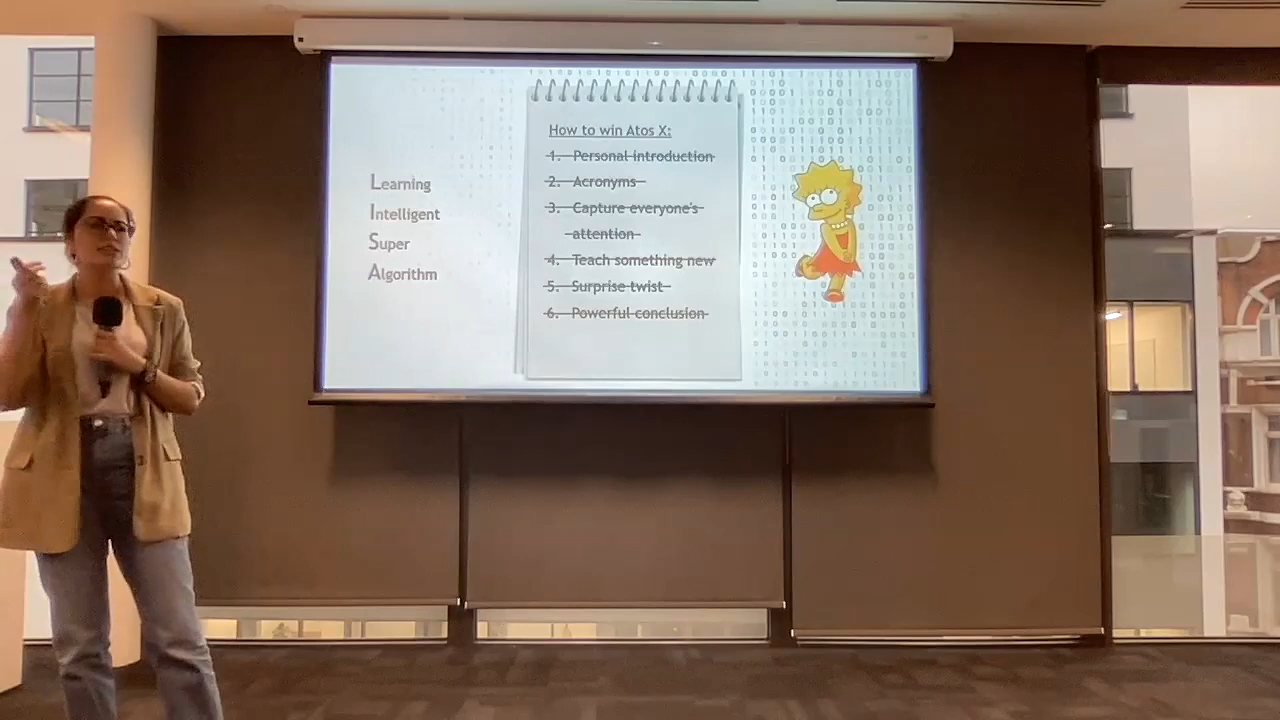 Learning
Intelligent
Super
Algorithm
How to win Atos X:
1. Personal introduction
2. Acronyms
3. Capture everyone's
attention
4. Teach something new
5. Surprise twist
6. Powerful conclusion